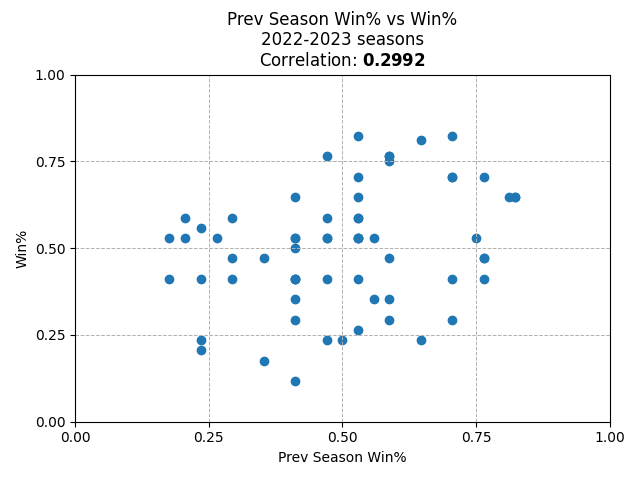 Prev Season Win% vs Win%
2022-2023 seasons
Correlation: 0.2992
1.00
0.75
0.50
0.25
0.00
Win%
0.00 0.25 0.50 0.75 1.00
Prev Season Win%